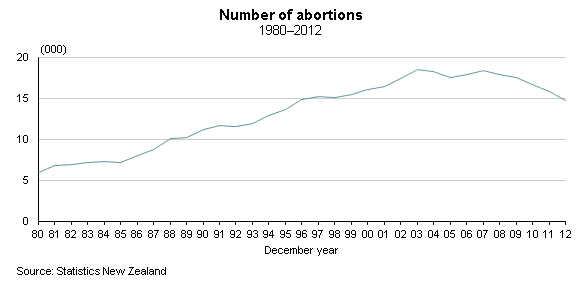 Number of abortions
1980–2012
(000)
20
15
10
5
0
80 81 82 83 84 85 86 87 88 89 90 91 92 93 94 95 96 97 98 99 00 01 02 03 04 05 06 07 08 09 10 11 12
December year
Source: Statistics New Zealand